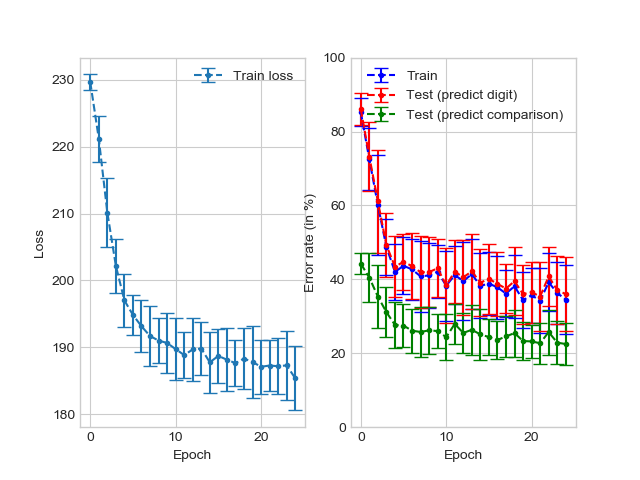 Train loss
230
220
210
200
190
180
Loss
0
10
20
Epoch
Train
Test (predict digit)
Test (predict comparison)
100
80
60
40
20
0
Error rate (in %)
0
10
20
Epoch